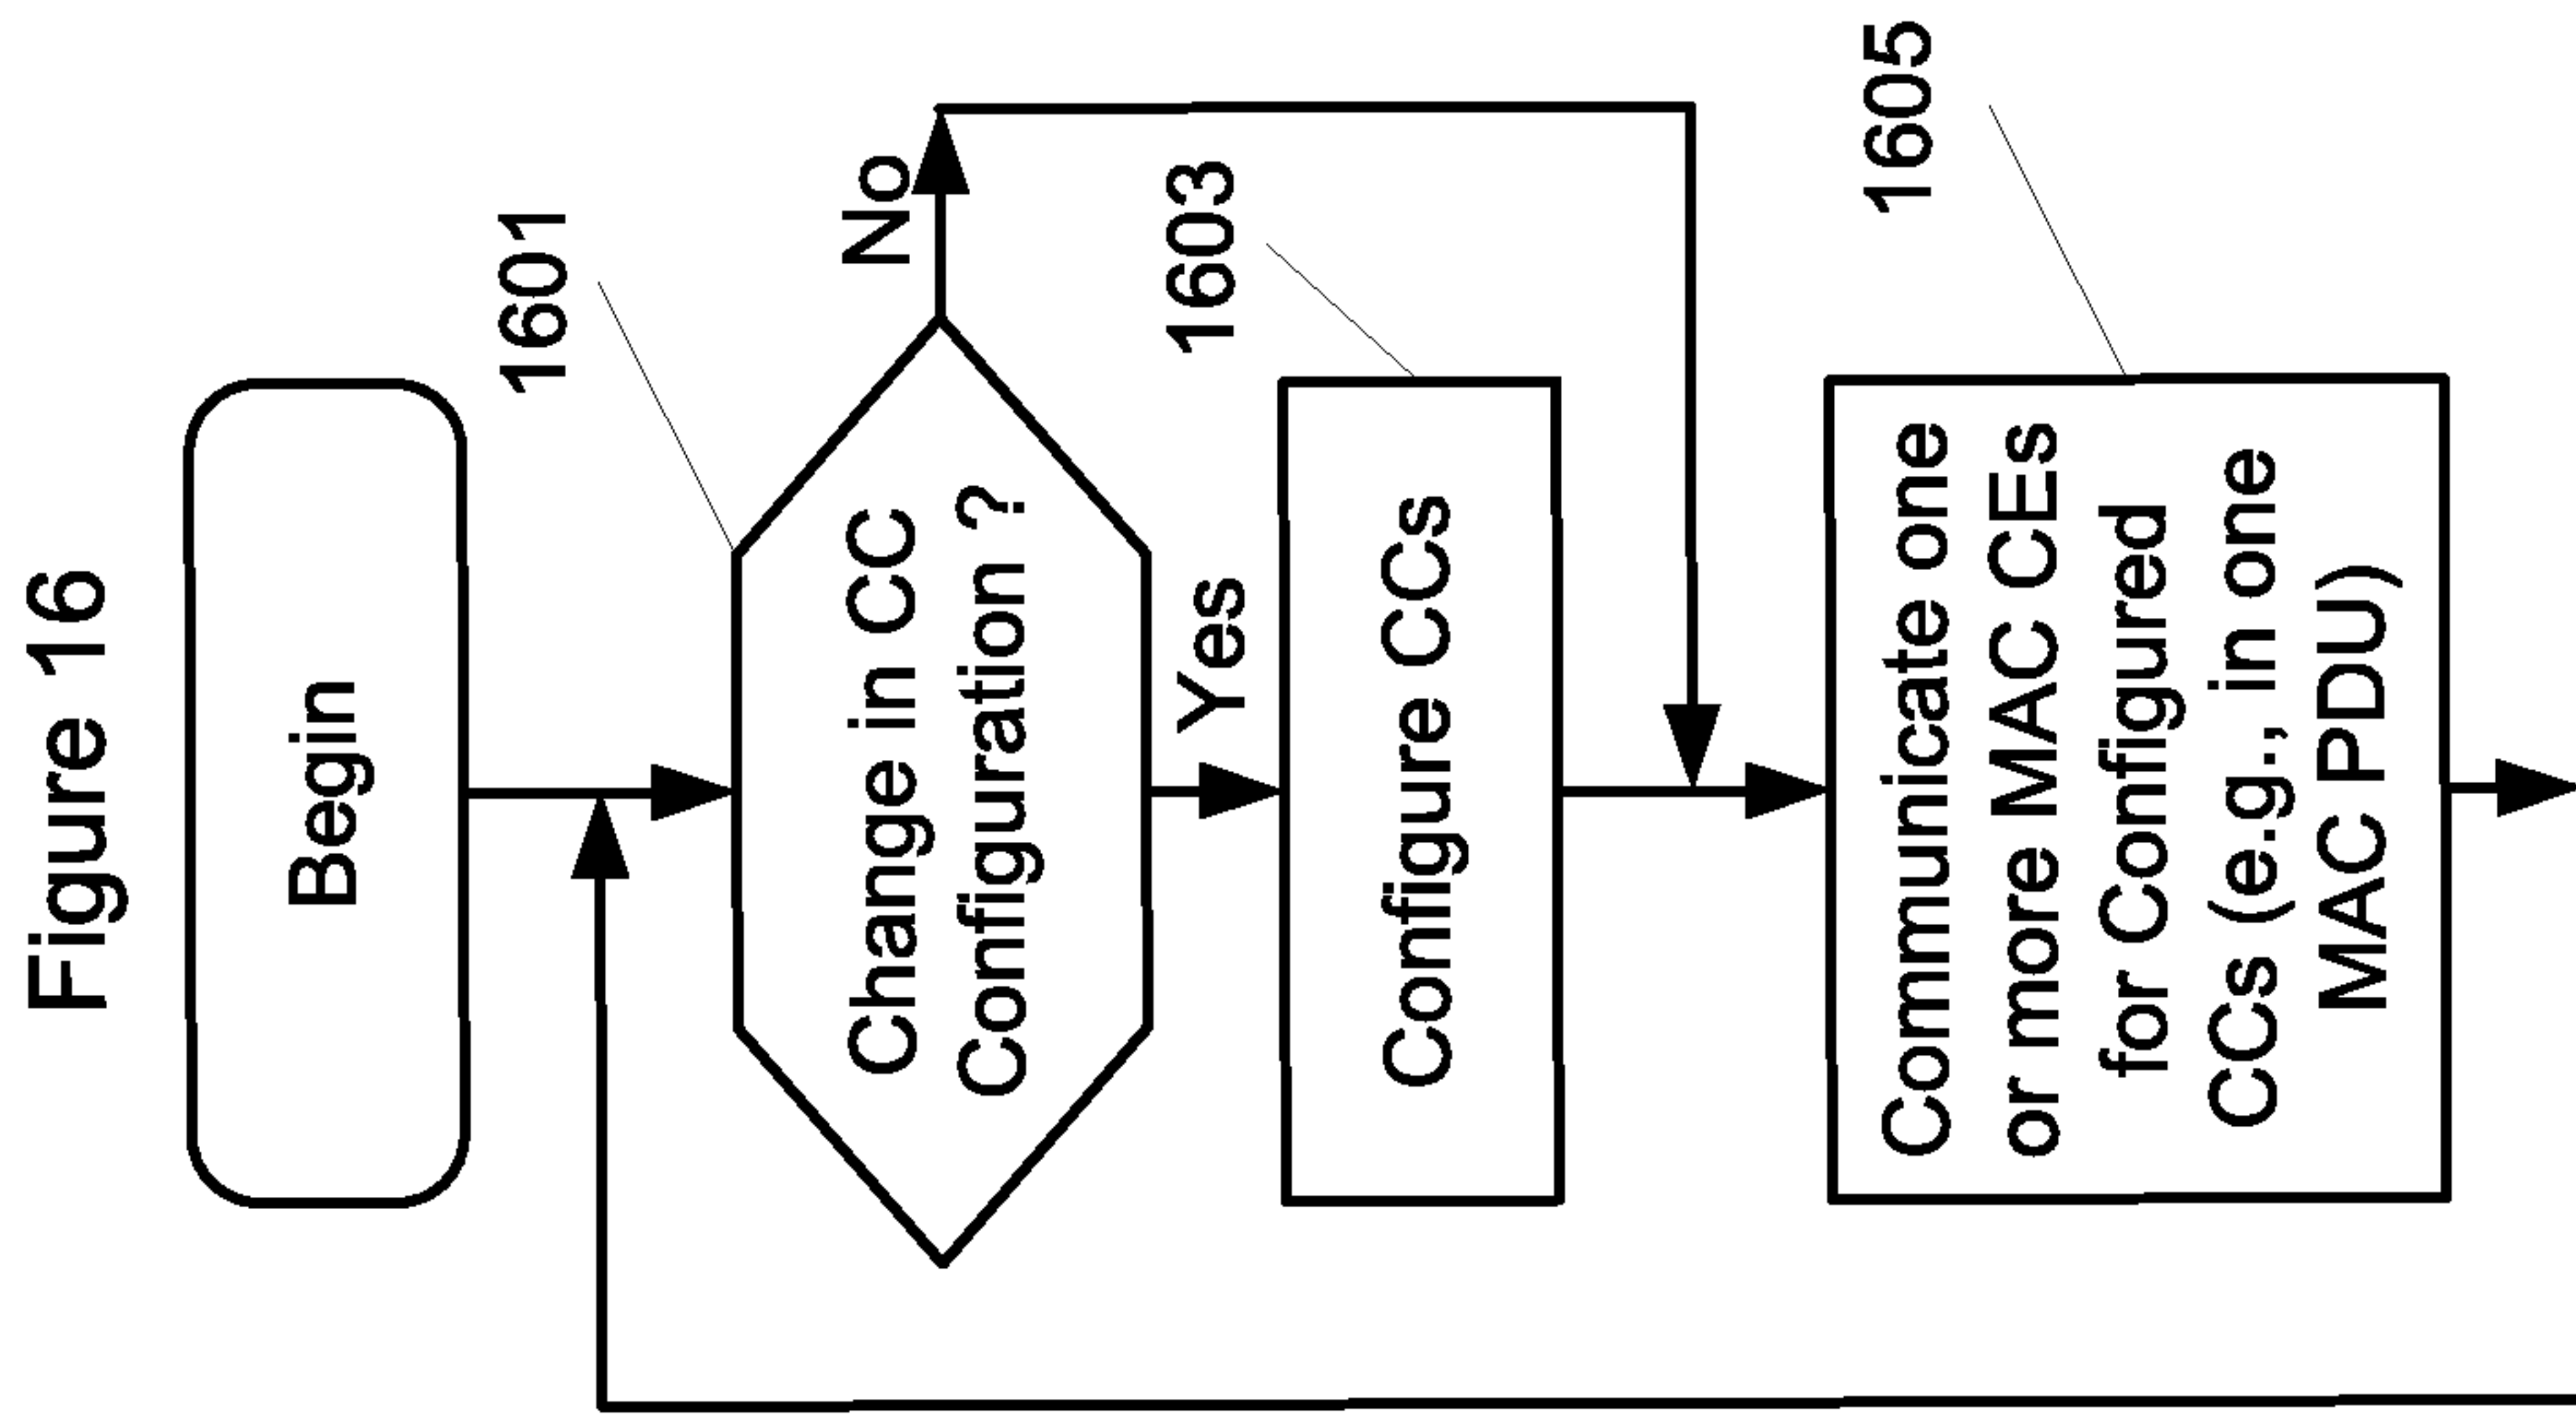 Figure 16
Begin
1601
Change in CC
Configuration ?
No
Yes
1603
Configure CCs
1605
Communicate one
or more MAC CEs
for Configured
CCs (e.g., in one
MAC PDU)